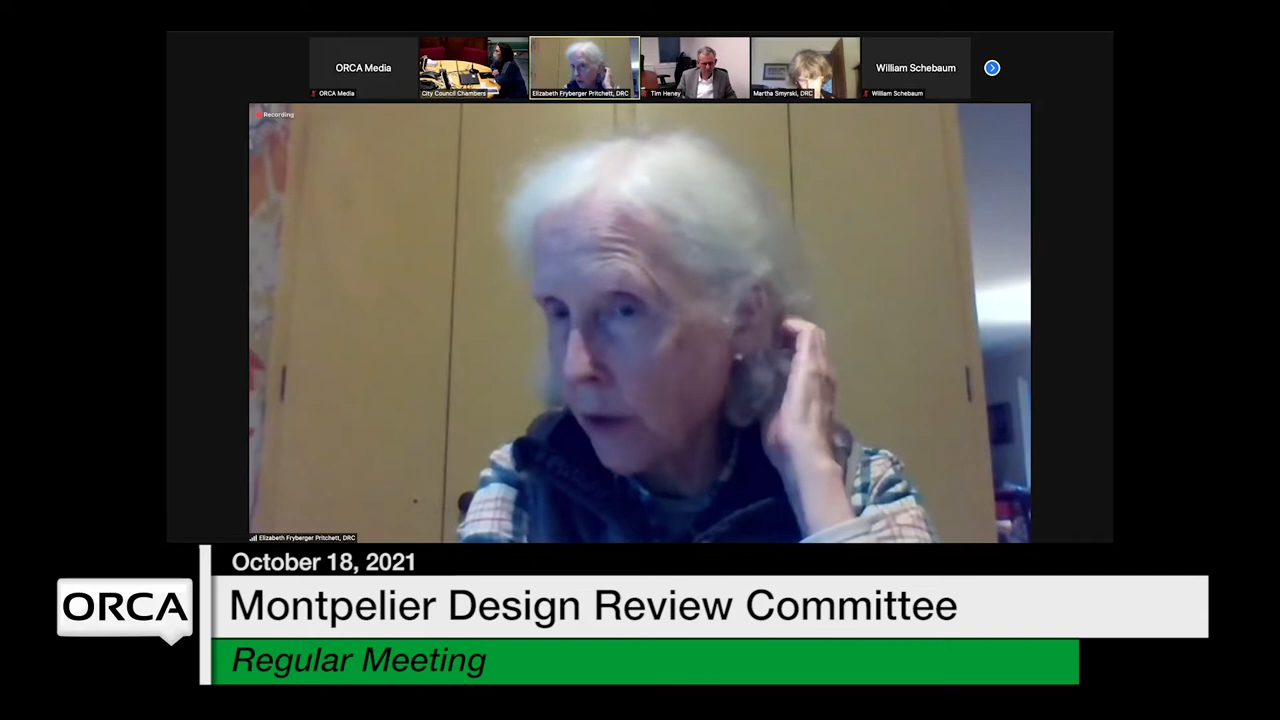 ORCA Media
William Schebaum
ORCA Media
City Council Chambers
Elizabeth Fryberger Pritchett, DRC
Tim Heney
Martha Smyrski, DRC
William Schebaum
Recording
Elizabeth Fryberger Pritchett, DRC
October 18, 2021
ORCA
Montpelier Design Review Committee
Regular Meeting